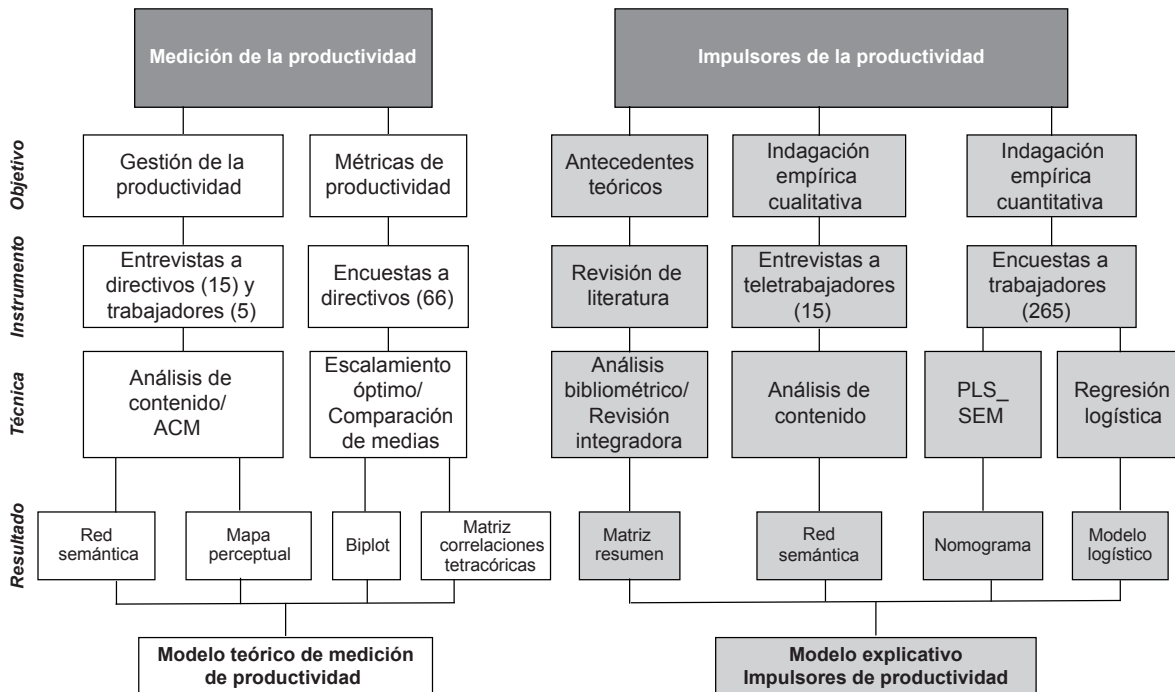 Medición de la productividad
Impulsores de la productividad
Objetivo
Gestión de la
productividad
Métricas de
productividad
Antecedentes
teóricos
Indagación
empírica
cualitativa
Indagación
empírica
cuantitativa
Instrumento
Entrevistas a
directivos (15) y
trabajadores (5)
Encuestas a
directivos (66)
Revisión de
literatura
Entrevistas a
teletrabajadores
(15)
Encuestas a
trabajadores
(265)
Técnica
Análisis de
contenido/
ACM
Escalamiento
óptimo/
Comparación
de medias
Análisis
bibliométrico/
Revisión
integradora
Análisis de
contenido
PLS_
SEM
Regresión
logística
Resultado
Red
semántica
Mapa
perceptual
Biplot
Matriz
correlaciones
tetracóricas
Matriz
resumen
Red
semántica
Nomograma
Modelo
logístico
Modelo teórico de medición
de productividad
Modelo explicativo
Impulsores de productividad